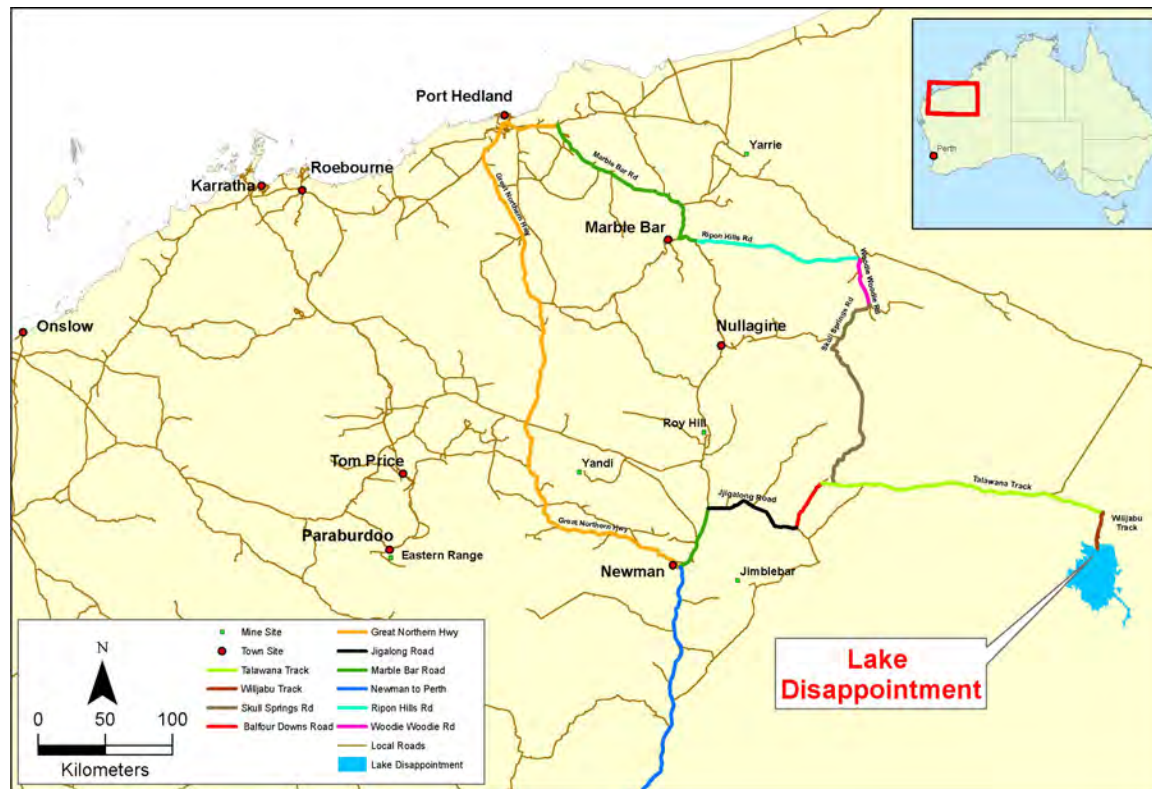 Port Hedland
Perth
Yarrie
Roebourne
Karratha
Marble Bar Rd
Great Northern Hwy
Marble Bar
Ripon Hills Rd
Woodie Woodie Rd
Onslow
Nullagine
Skull Springs Rd
Roy Hill
Tom Price
Yandi
Talawana Track
Jigalong Road
Willjabu
Track
Great Northern Hwy
Paraburdoo
Eastern Range
Newman
Jimblebar
Lake
Disappointment
N
0 50 100
Kilometers
Mine Site
Town Site
Talawana Track
Willjabu Track
Skull Springs Rd
Balfour Downs Road
Great Northern Hwy
Jigalong Road
Marble Bar Road
Newman to Perth
Ripon Hills Rd
Woodie Woodie Rd
Local Roads
Lake Disappointment